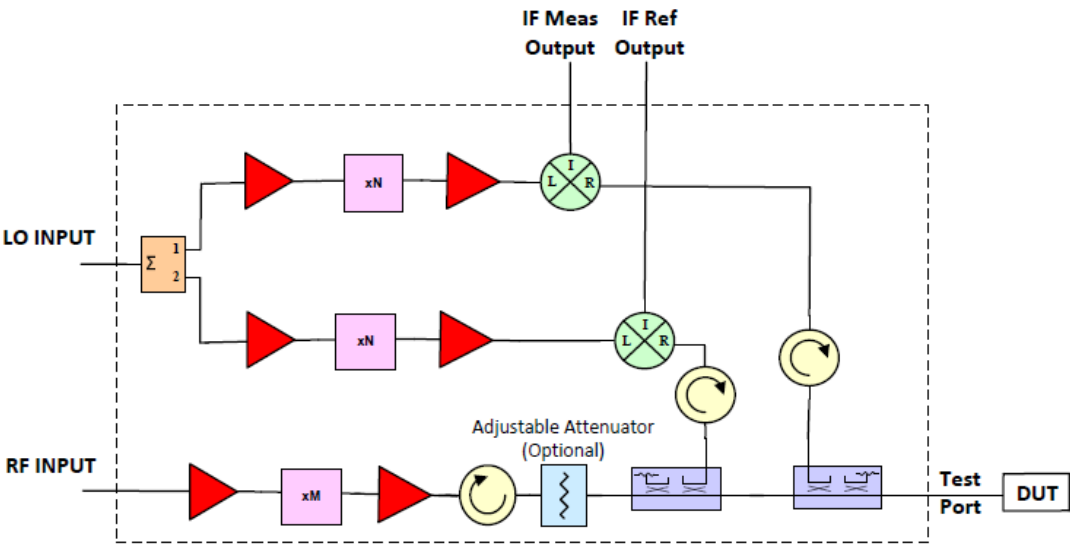 IF Meas
Output
IF Ref
Output
I
L
R
xN
LO INPUT
Σ
1
2
I
L
R
xN
Adjustable Attenuator
(Optional)
RF INPUT
xM
Test
Port
DUT